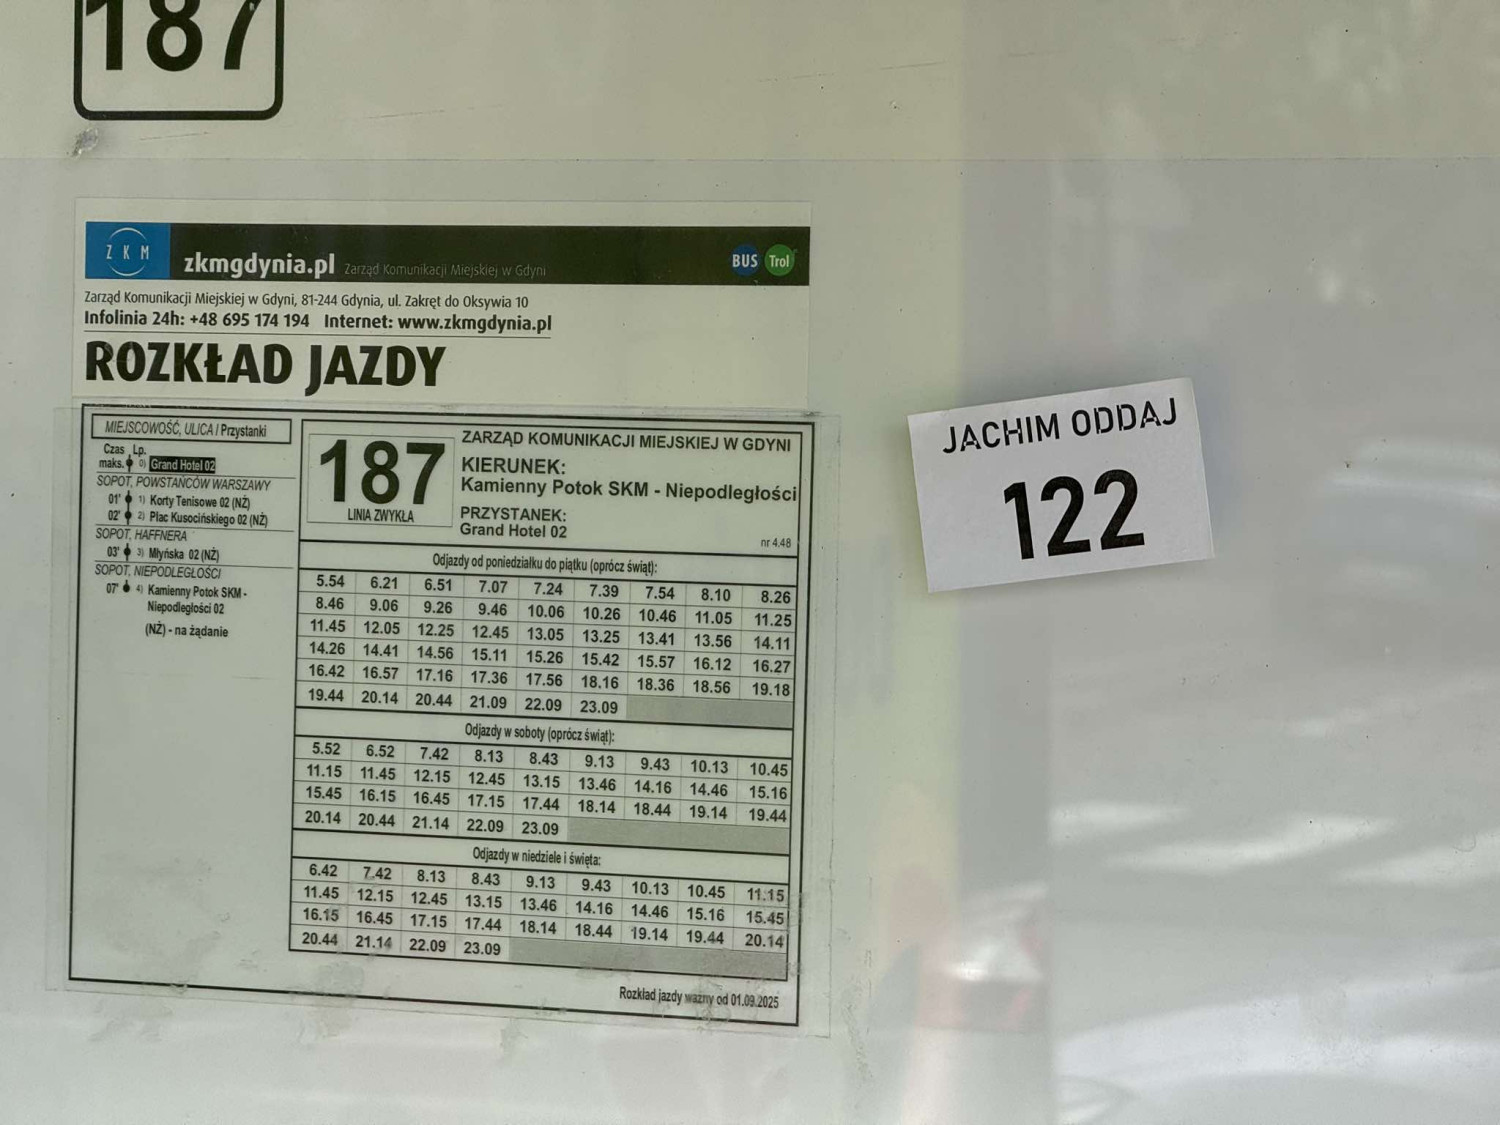 187
Z K M
zkmgdynia.pl Zarząd Komunikacji Miejskiej w Gdyni
BUS Trol
Zarząd Komunikacji Miejskiej w Gdyni, 81-244 Gdynia, ul. Zakręt do Oksywia 10
Infolinia 24h: +48 695 174 194 Internet: www.zkmgdynia.pl
ROZKŁAD JAZDY
MIEJSCOWOŚĆ, ULICA / Przystanki
Czas Lp.
maks. 0) Grand Hotel 02
SOPOT, POWSTAŃCÓW WARSZAWY
01' 1) Korty Tenisowe 02 (NŻ)
02' 2) Plac Kusocińskiego 02 (NŻ)
SOPOT, HAFFNERA
03' 3) Młyńska 02 (NŻ)
SOPOT, NIEPODLEGŁOŚCI
07' 4) Kamienny Potok SKM -
Niepodległości 02
(NŻ) - na żądanie
187
LINIA ZWYKŁA
ZARZĄD KOMUNIKACJI MIEJSKIEJ W GDYNI
KIERUNEK:
Kamienny Potok SKM - Niepodległości
PRZYSTANEK:
Grand Hotel 02
nr 4.48
Odjazdy od poniedziałku do piątku (oprócz świąt):
5.54 6.21 6.51 7.07 7.24 7.39 7.54 8.10 8.26
8.46 9.06 9.26 9.46 10.06 10.26 10.46 11.05 11.25
11.45 12.05 12.25 12.45 13.05 13.25 13.41 13.56 14.11
14.26 14.41 14.56 15.11 15.26 15.42 15.57 16.12 16.27
16.42 16.57 17.16 17.36 17.56 18.16 18.36 18.56 19.18
19.44 20.14 20.44 21.09 22.09 23.09
Odjazdy w soboty (oprócz świąt):
5.52 6.52 7.42 8.13 8.43 9.13 9.43 10.13 10.45
11.15 11.45 12.15 12.45 13.15 13.46 14.16 14.46 15.16
15.45 16.15 16.45 17.15 17.44 18.14 18.44 19.14 19.44
20.14 20.44 21.14 22.09 23.09
Odjazdy w niedziele i święta:
6.42 7.42 8.13 8.43 9.13 9.43 10.13 10.45 11.15
11.45 12.15 12.45 13.15 13.46 14.16 14.46 15.16 15.45
16.15 16.45 17.15 17.44 18.14 18.44 19.14 19.44 20.14
20.44 21.14 22.09 23.09
Rozkład jazdy ważny od 01.09.2025
JACHIM ODDAJ
122